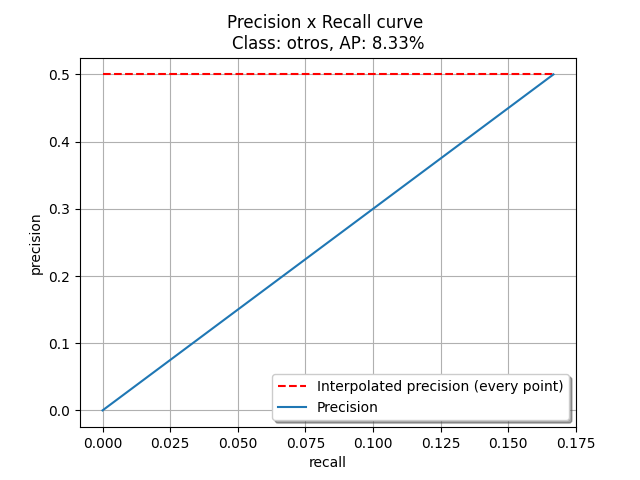 Precision x Recall curve
Class: otros, AP: 8.33%
0.5
0.4
0.3
0.2
0.1
0.0
precision
Interpolated precision (every point)
Precision
0.000 0.025 0.050 0.075 0.100 0.125 0.150 0.175
recall